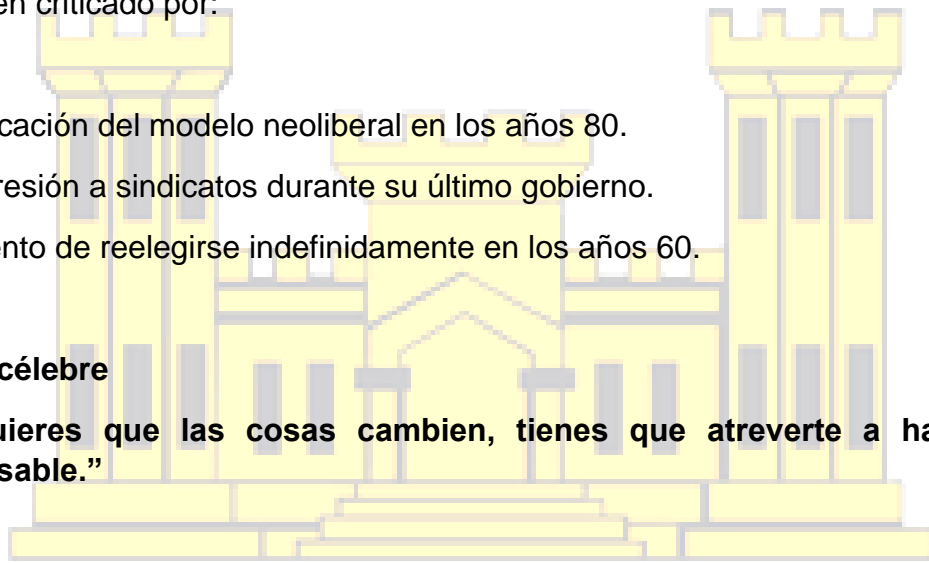 en criticado por:
cación del modelo neoliberal en los años 80.
resión a sindicatos durante su último gobierno.
ento de reelegirse indefinidamente en los años 60.
célebre
uieres que las cosas cambien, tienes que atreverte a ha
sable.”